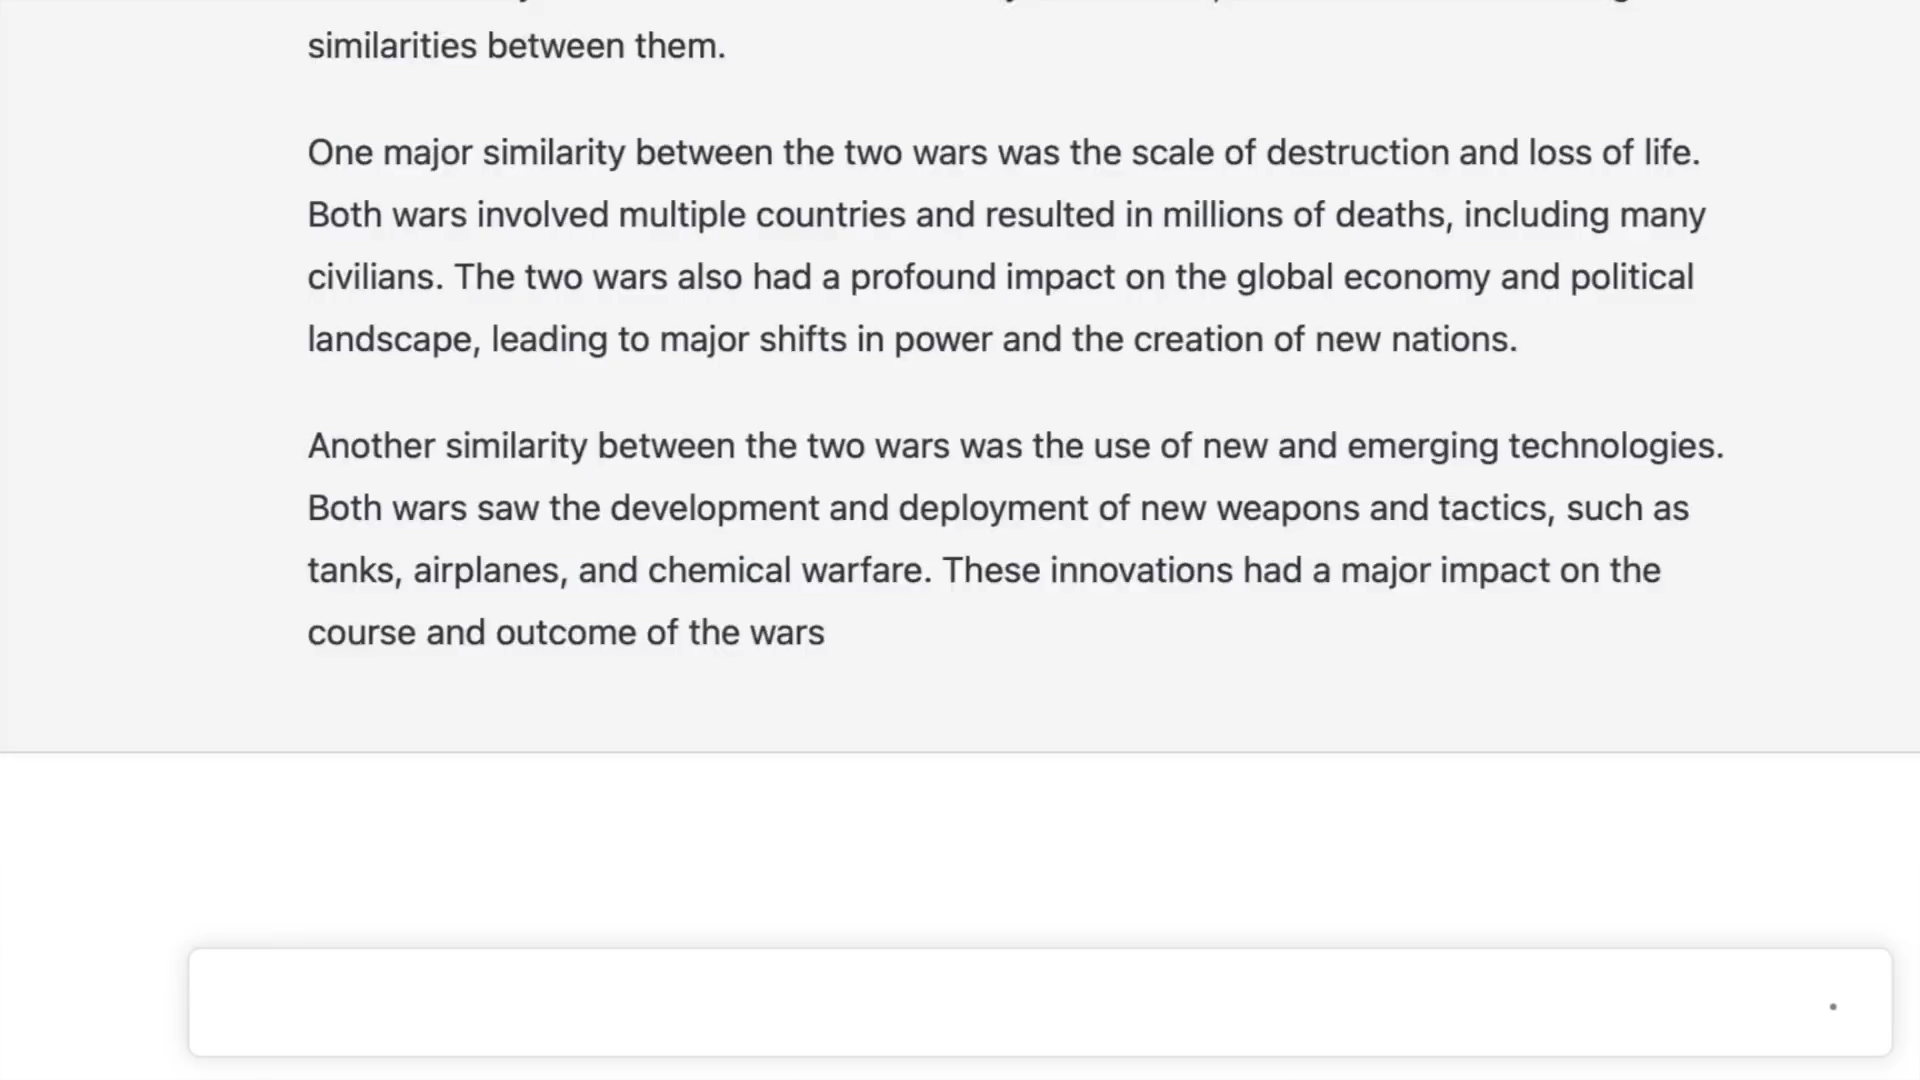 similarities between them.
One major similarity between the two wars was the scale of destruction and loss of life.
Both wars involved multiple countries and resulted in millions of deaths, including many
civilians. The two wars also had a profound impact on the global economy and political
landscape, leading to major shifts in power and the creation of new nations.
Another similarity between the two wars was the use of new and emerging technologies.
Both wars saw the development and deployment of new weapons and tactics, such as
tanks, airplanes, and chemical warfare. These innovations had a major impact on the
course and outcome of the wars